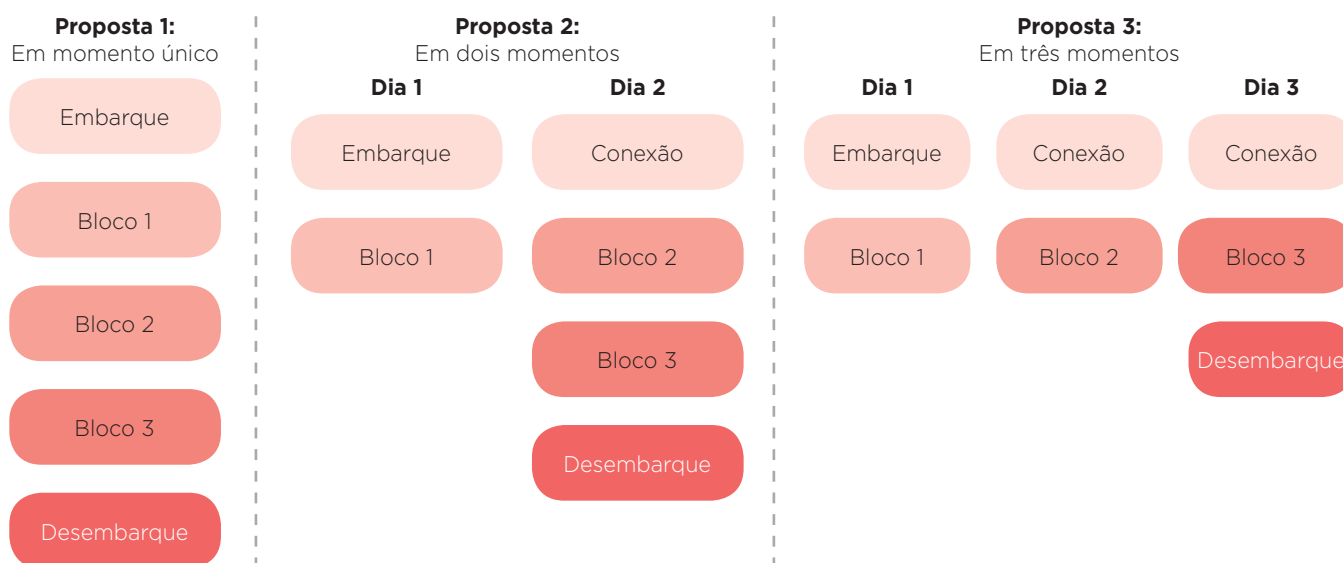 Proposta 1:
Em momento único
Embarque
Bloco 1
Bloco 2
Bloco 3
Desembarque
Proposta 2:
Em dois momentos
Dia 1
Embarque
Bloco 1
Dia 2
Conexão
Bloco 2
Bloco 3
Desembarque
Proposta 3:
Em três momentos
Dia 1
Embarque
Bloco 1
Dia 2
Conexão
Bloco 2
Dia 3
Conexão
Bloco 3
Desembarque